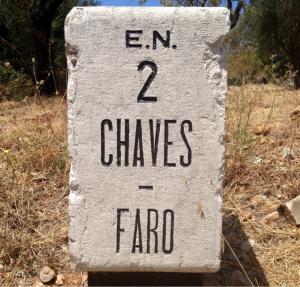 E.N.
2
CHAVES
-
FARO